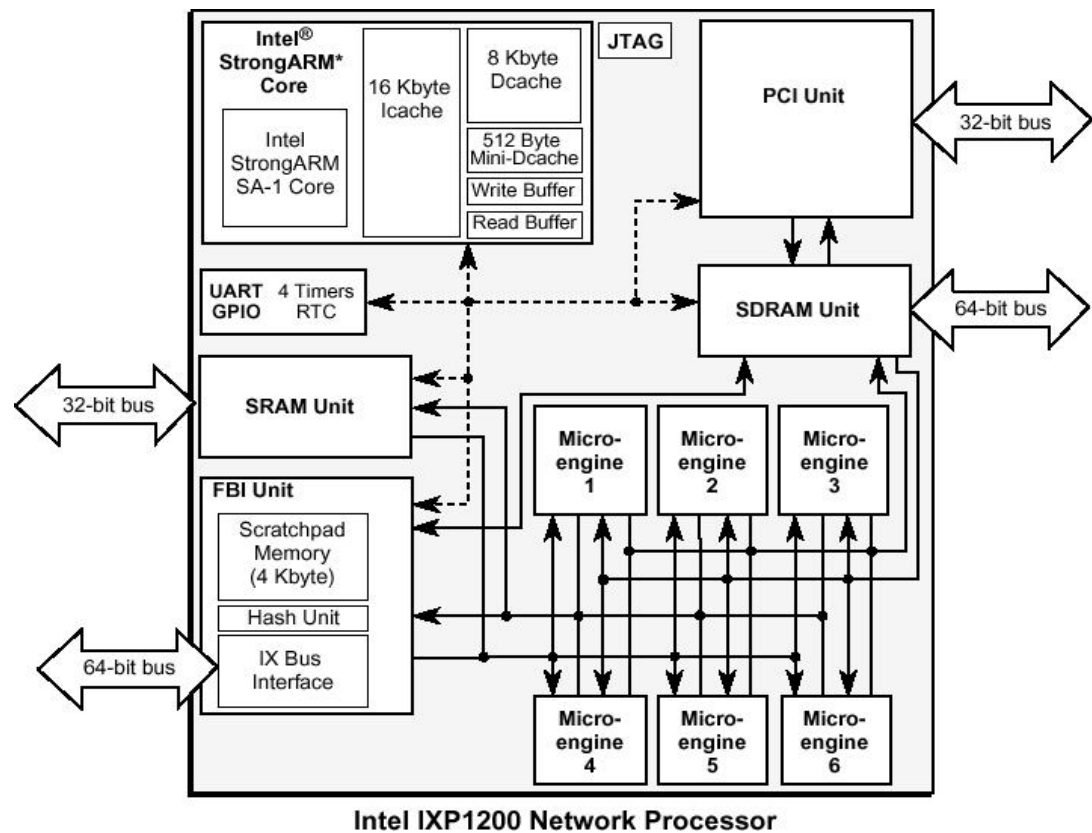 Intel®
StrongARM*
Core
Intel
StrongARM
SA-1 Core
16 Kbyte
Icache
8 Kbyte
Dcache
512 Byte
Mini-Dcache
Write Buffer
Read Buffer
JTAG
PCI Unit
32-bit bus
UART 4 Timers
GPIO RTC
SDRAM Unit
64-bit bus
32-bit bus
SRAM Unit
Micro-
engine
1
Micro-
engine
2
Micro-
engine
3
FBI Unit
Scratchpad
Memory
(4 Kbyte)
Hash Unit
64-bit bus
IX Bus
Interface
Micro-
engine
4
Micro-
engine
5
Micro-
engine
6
Intel IXP1200 Network Processor